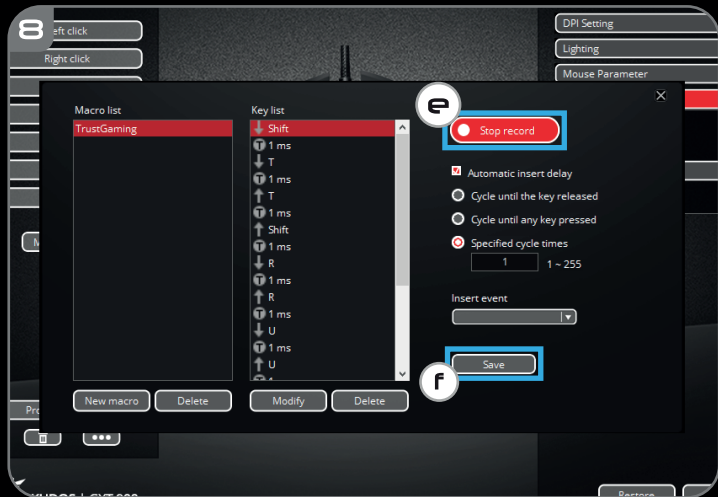 8
eft click
Right click
DPI Setting
Lighting
Mouse Parameter
e
Macro list
Key list
TrustGaming
Shift
1 ms
T
1 ms
T
1 ms
Shift
1 ms
R
1 ms
R
1 ms
U
1 ms
U
Stop record
Automatic insert delay
Cycle until the key released
Cycle until any key pressed
Specified cycle times
1
1 ~ 255
Insert event
Save
f
New macro
Delete
Modify
Delete
M
Pro
Restore